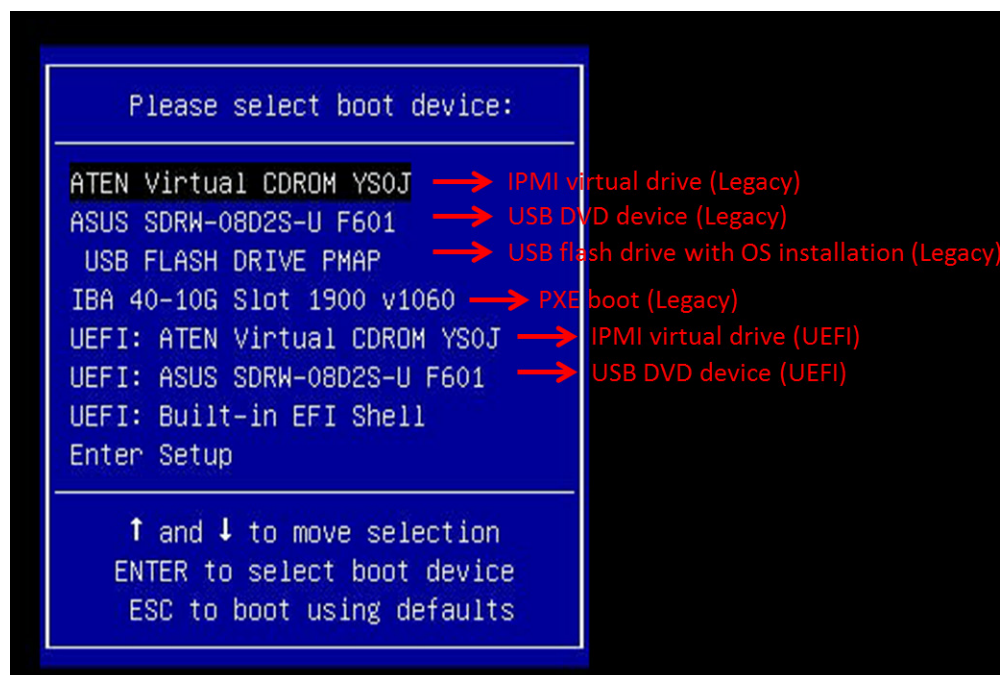 Please select boot device:
ATEN Virtual CDROM YS0J → IPMI virtual drive (Legacy)
ASUS SDRW-08D2S-U F601 → USB DVD device (Legacy)
USB FLASH DRIVE PMAP → USB flash drive with OS installation (Legacy)
IBA 40-10G Slot 1900 v1060 → PXE boot (Legacy)
UEFI: ATEN Virtual CDROM YS0J → IPMI virtual drive (UEFI)
UEFI: ASUS SDRW-08D2S-U F601 → USB DVD device (UEFI)
UEFI: Built-in EFI Shell
Enter Setup
↑ and ↓ to move selection
ENTER to select boot device
ESC to boot using defaults